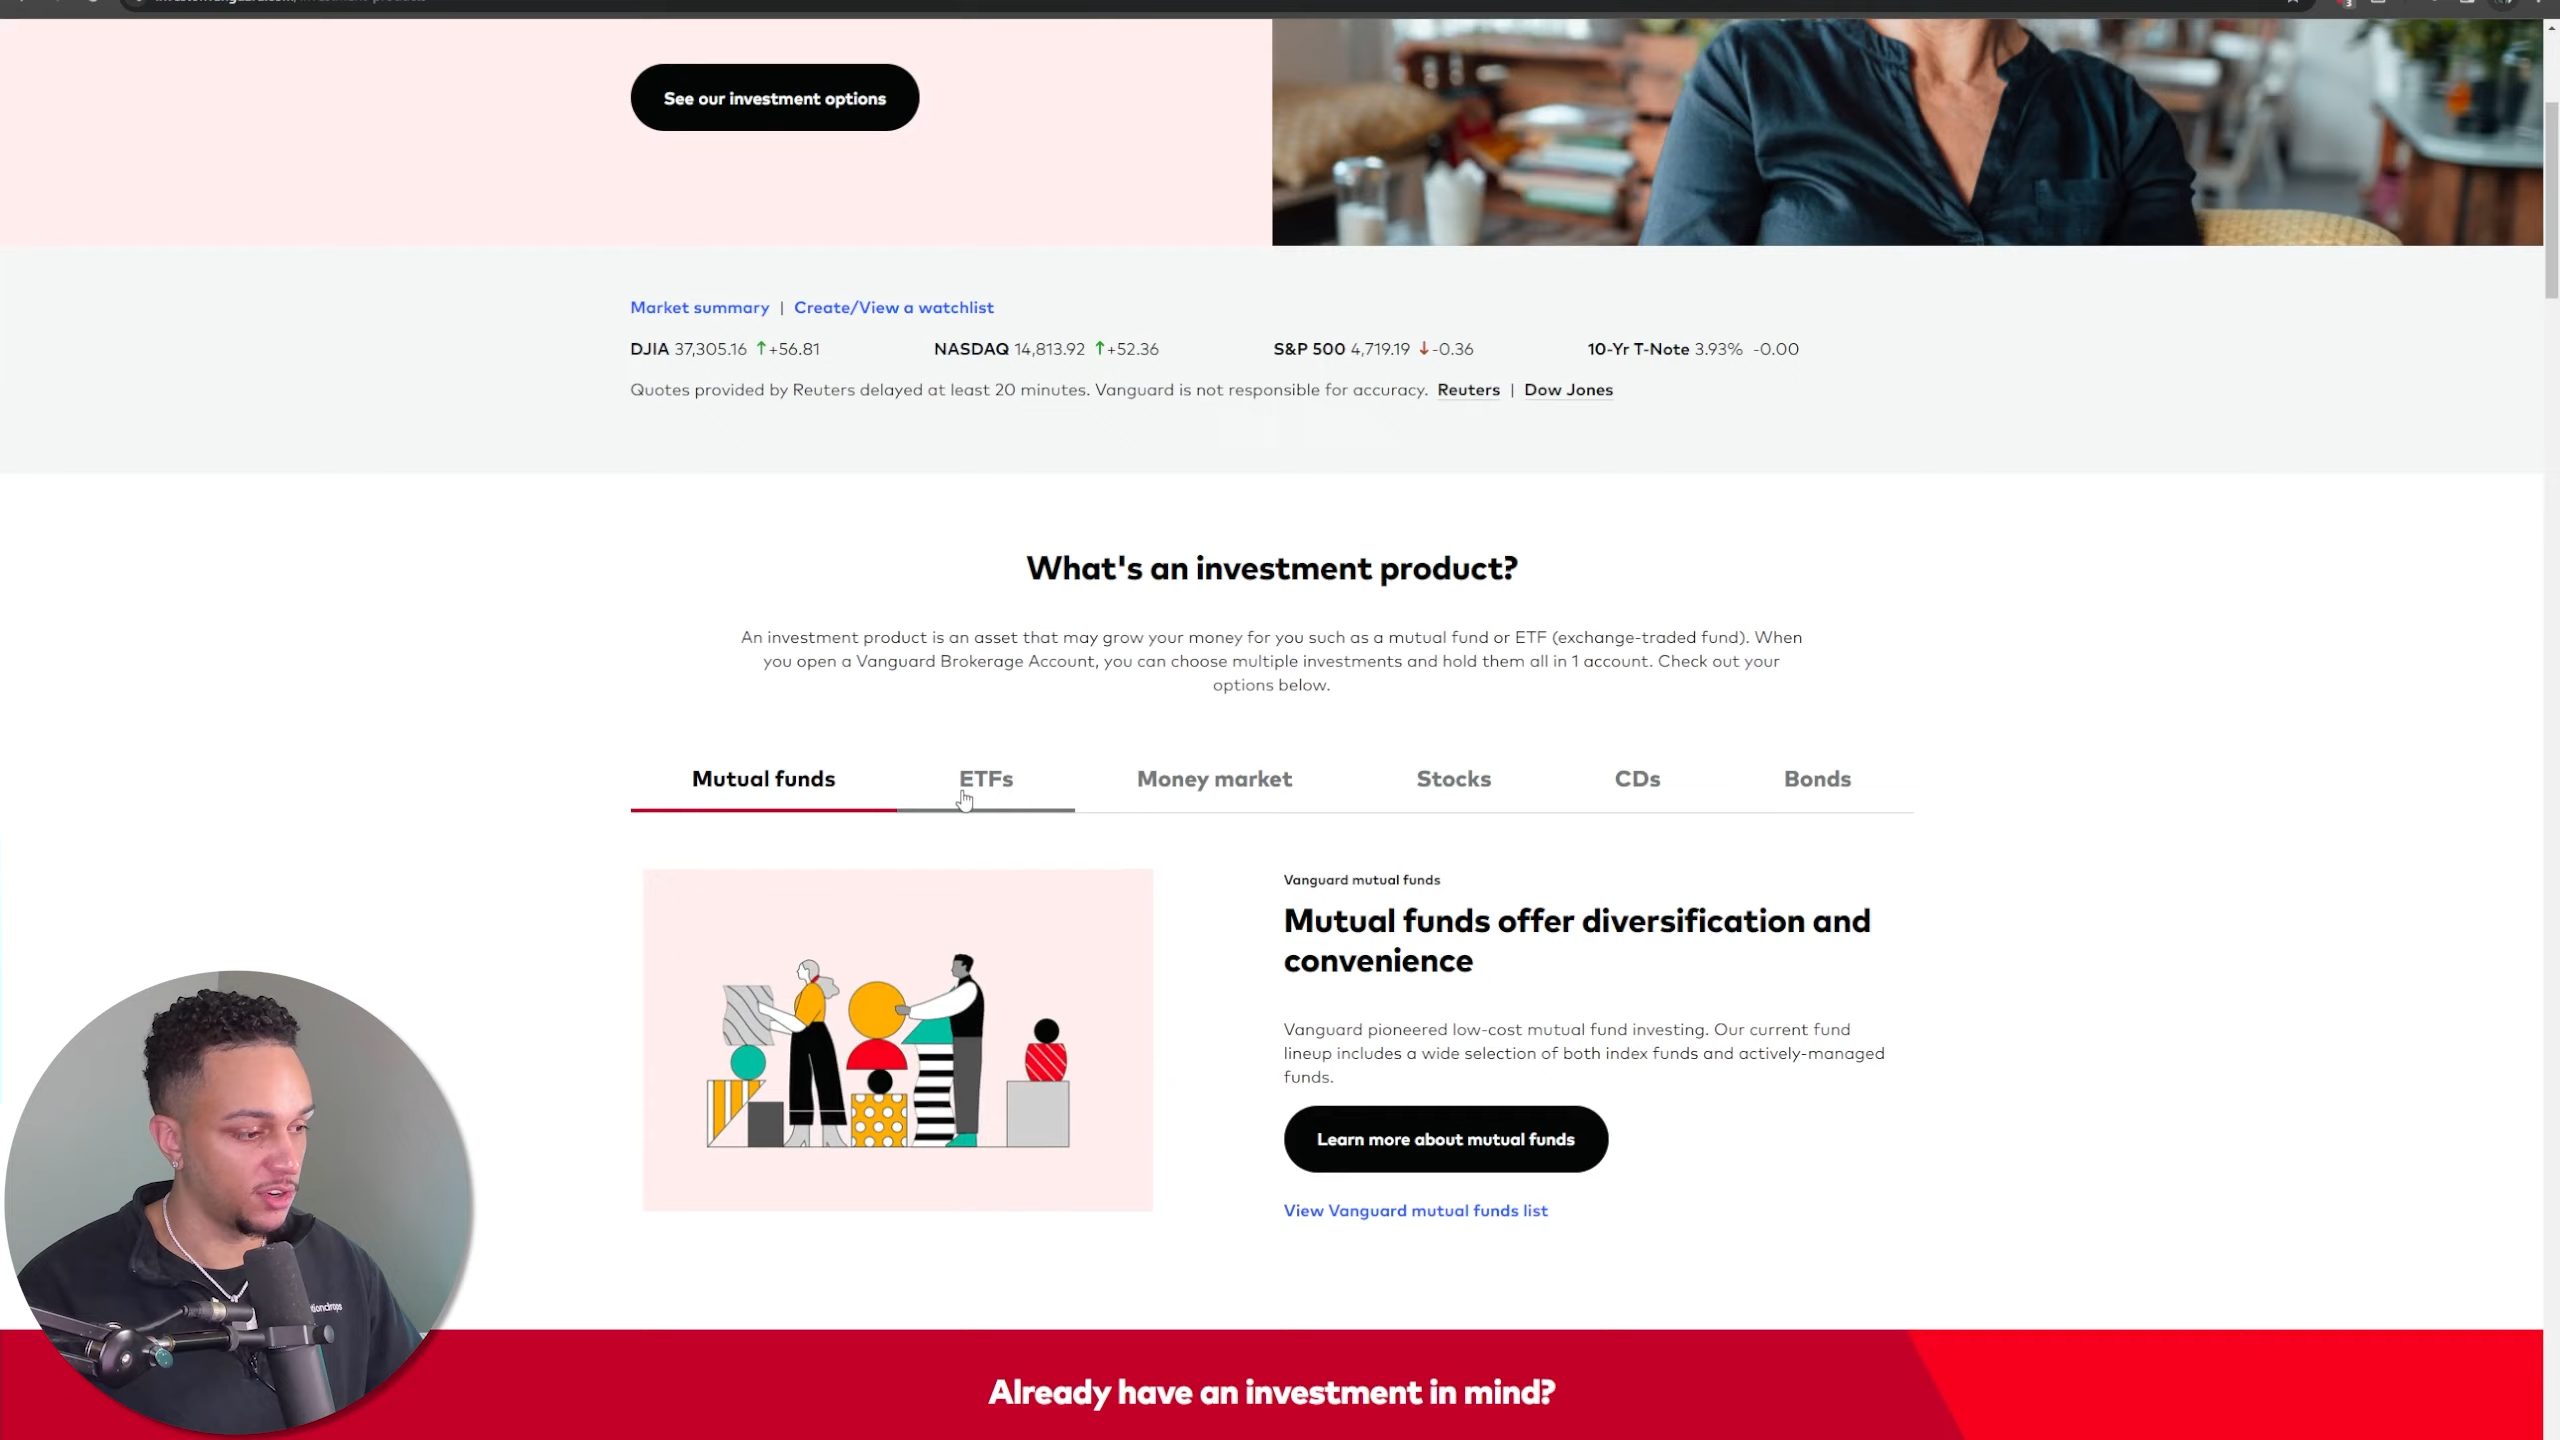 See our investment options
Market summary | Create/View a watchlist
DJIA 37,305.16 ↑+56.81 NASDAQ 14,813.92 ↑+52.36 S&P 500 4,719.19 ↓-0.36 10-Yr T-Note 3.93% -0.00
Quotes provided by Reuters delayed at least 20 minutes. Vanguard is not responsible for accuracy. Reuters | Dow Jones
What's an investment product?
An investment product is an asset that may grow your money for you such as a mutual fund or ETF (exchange-traded fund). When
you open a Vanguard Brokerage Account, you can choose multiple investments and hold them all in 1 account. Check out your
options below.
Mutual funds ETFs Money market Stocks CDs Bonds
Vanguard mutual funds
Mutual funds offer diversification and
convenience
Vanguard pioneered low-cost mutual fund investing. Our current fund
lineup includes a wide selection of both index funds and actively-managed
funds.
Learn more about mutual funds
View Vanguard mutual funds list
Already have an investment in mind?